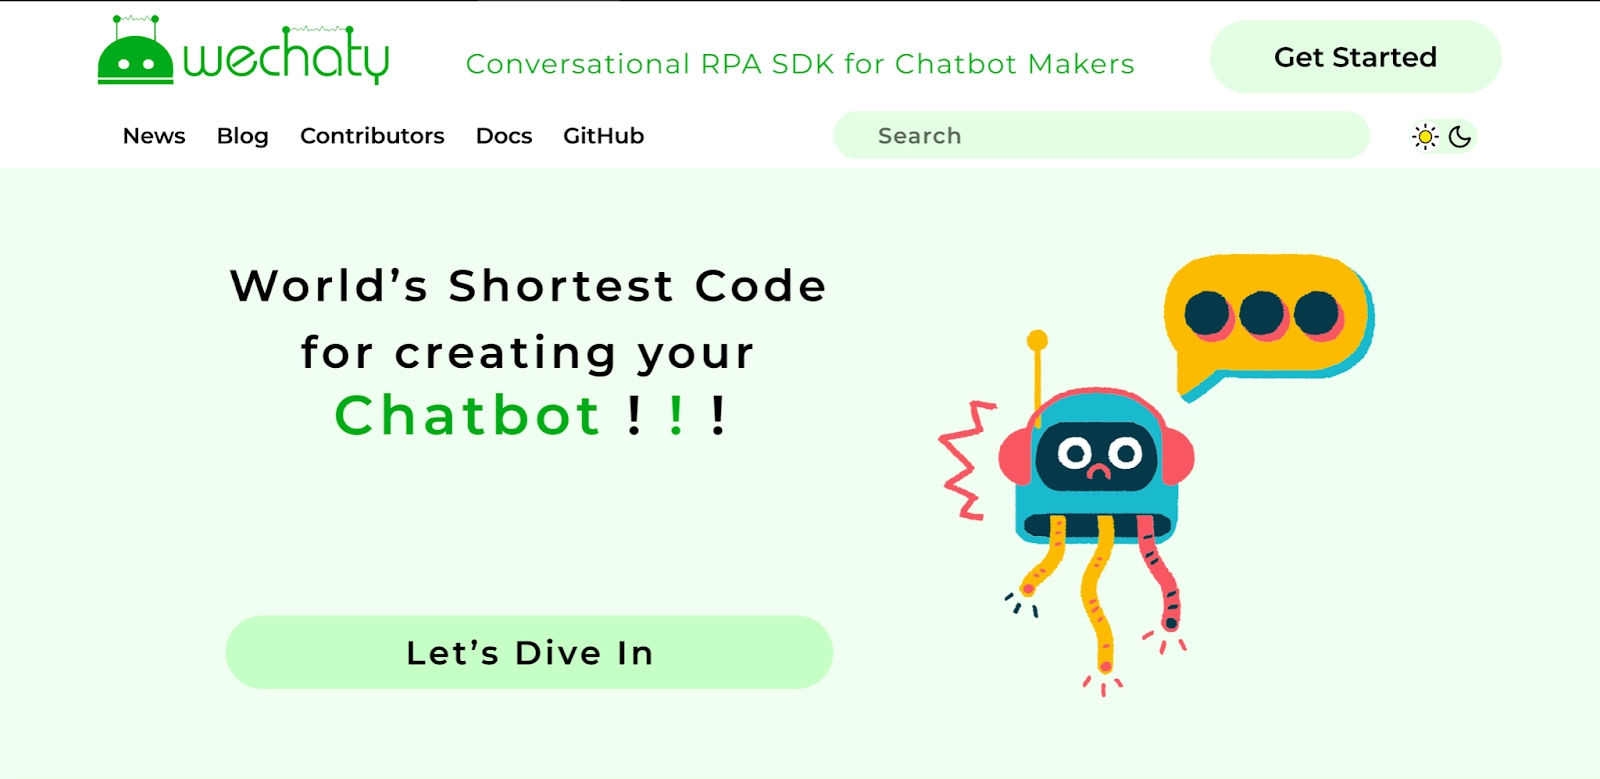 wechaty
Conversational RPA SDK for Chatbot Makers
Get Started
News Blog Contributors Docs GitHub
Search
World’s Shortest Code
for creating your
Chatbot ! ! !
Let’s Dive In